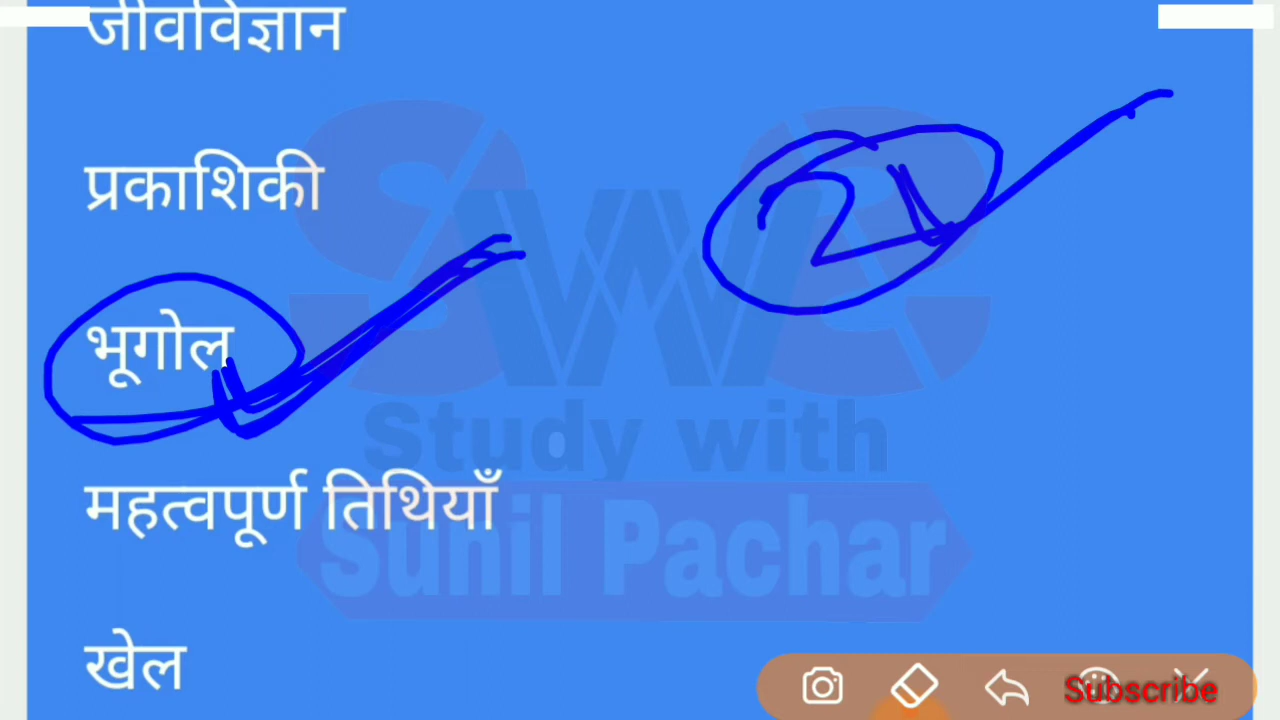 जीवविज्ञान
प्रकाशिकी
21
भूगोल
Study with
महत्वपूर्ण तिथियाँ
Sunil Pachar
खेल
Subscribe